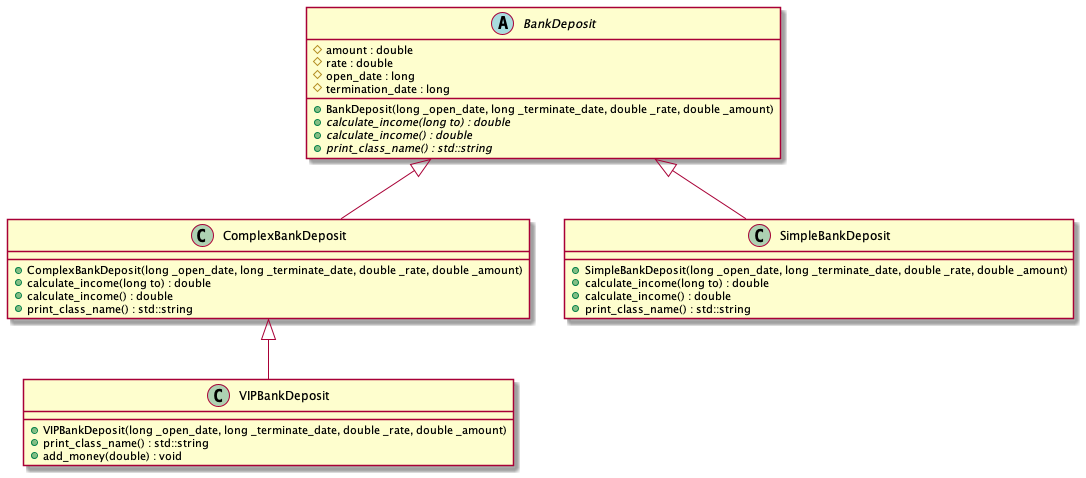 A BankDeposit
amount : double
rate : double
open_date : long
termination_date : long
BankDeposit(long _open_date, long _terminate_date, double _rate, double _amount)
calculate_income(long to) : double
calculate_income() : double
print_class_name() : std::string
C ComplexBankDeposit
ComplexBankDeposit(long _open_date, long _terminate_date, double _rate, double _amount)
calculate_income(long to) : double
calculate_income() : double
print_class_name() : std::string
C SimpleBankDeposit
SimpleBankDeposit(long _open_date, long _terminate_date, double _rate, double _amount)
calculate_income(long to) : double
calculate_income() : double
print_class_name() : std::string
C VIPBankDeposit
VIPBankDeposit(long _open_date, long _terminate_date, double _rate, double _amount)
print_class_name() : std::string
add_money(double) : void